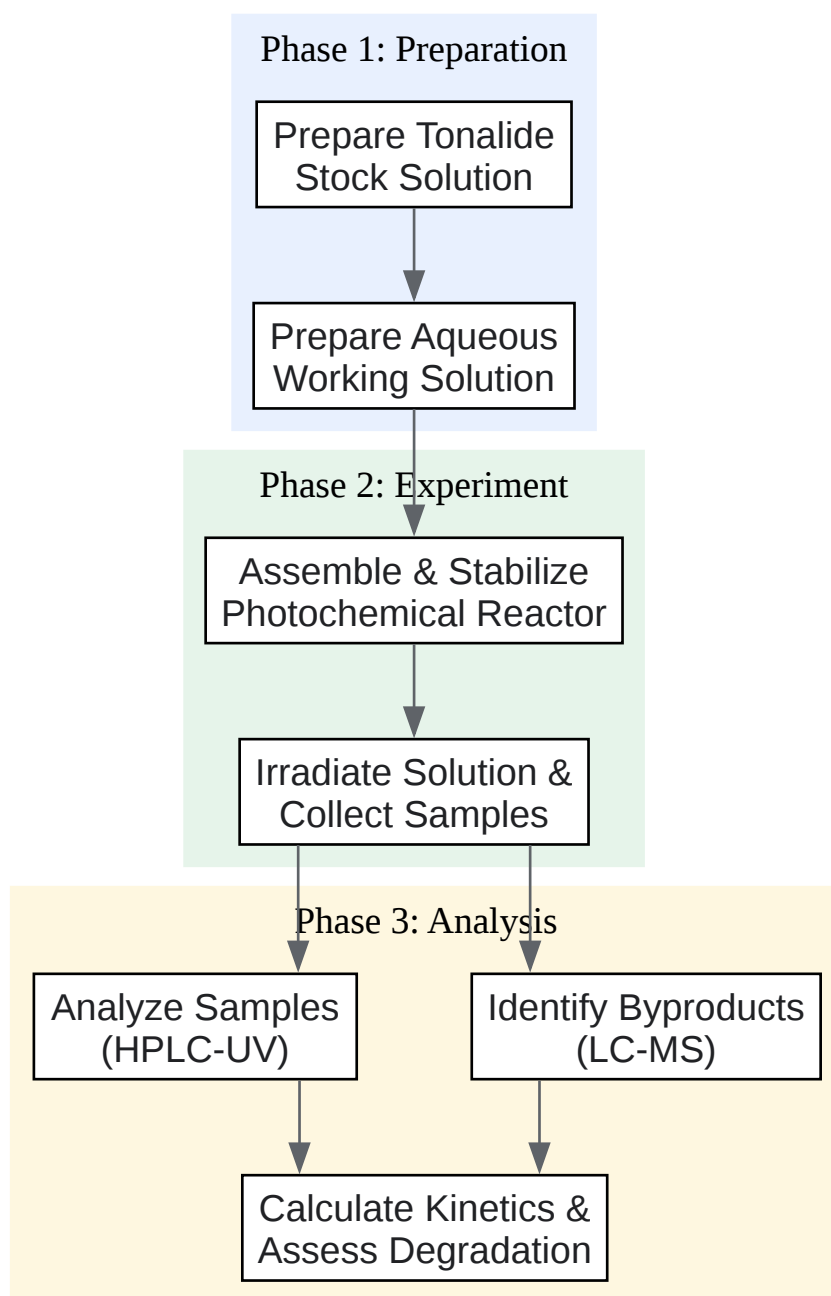 Phase 1: Preparation
Prepare Tonalide
Stock Solution
Prepare Aqueous
Working Solution
Phase 2: Experiment
Assemble & Stabilize
Photochemical Reactor
Irradiate Solution &
Collect Samples
Phase 3: Analysis
Analyze Samples
(HPLC-UV)
Identify Byproducts
(LC-MS)
Calculate Kinetics &
Assess Degradation